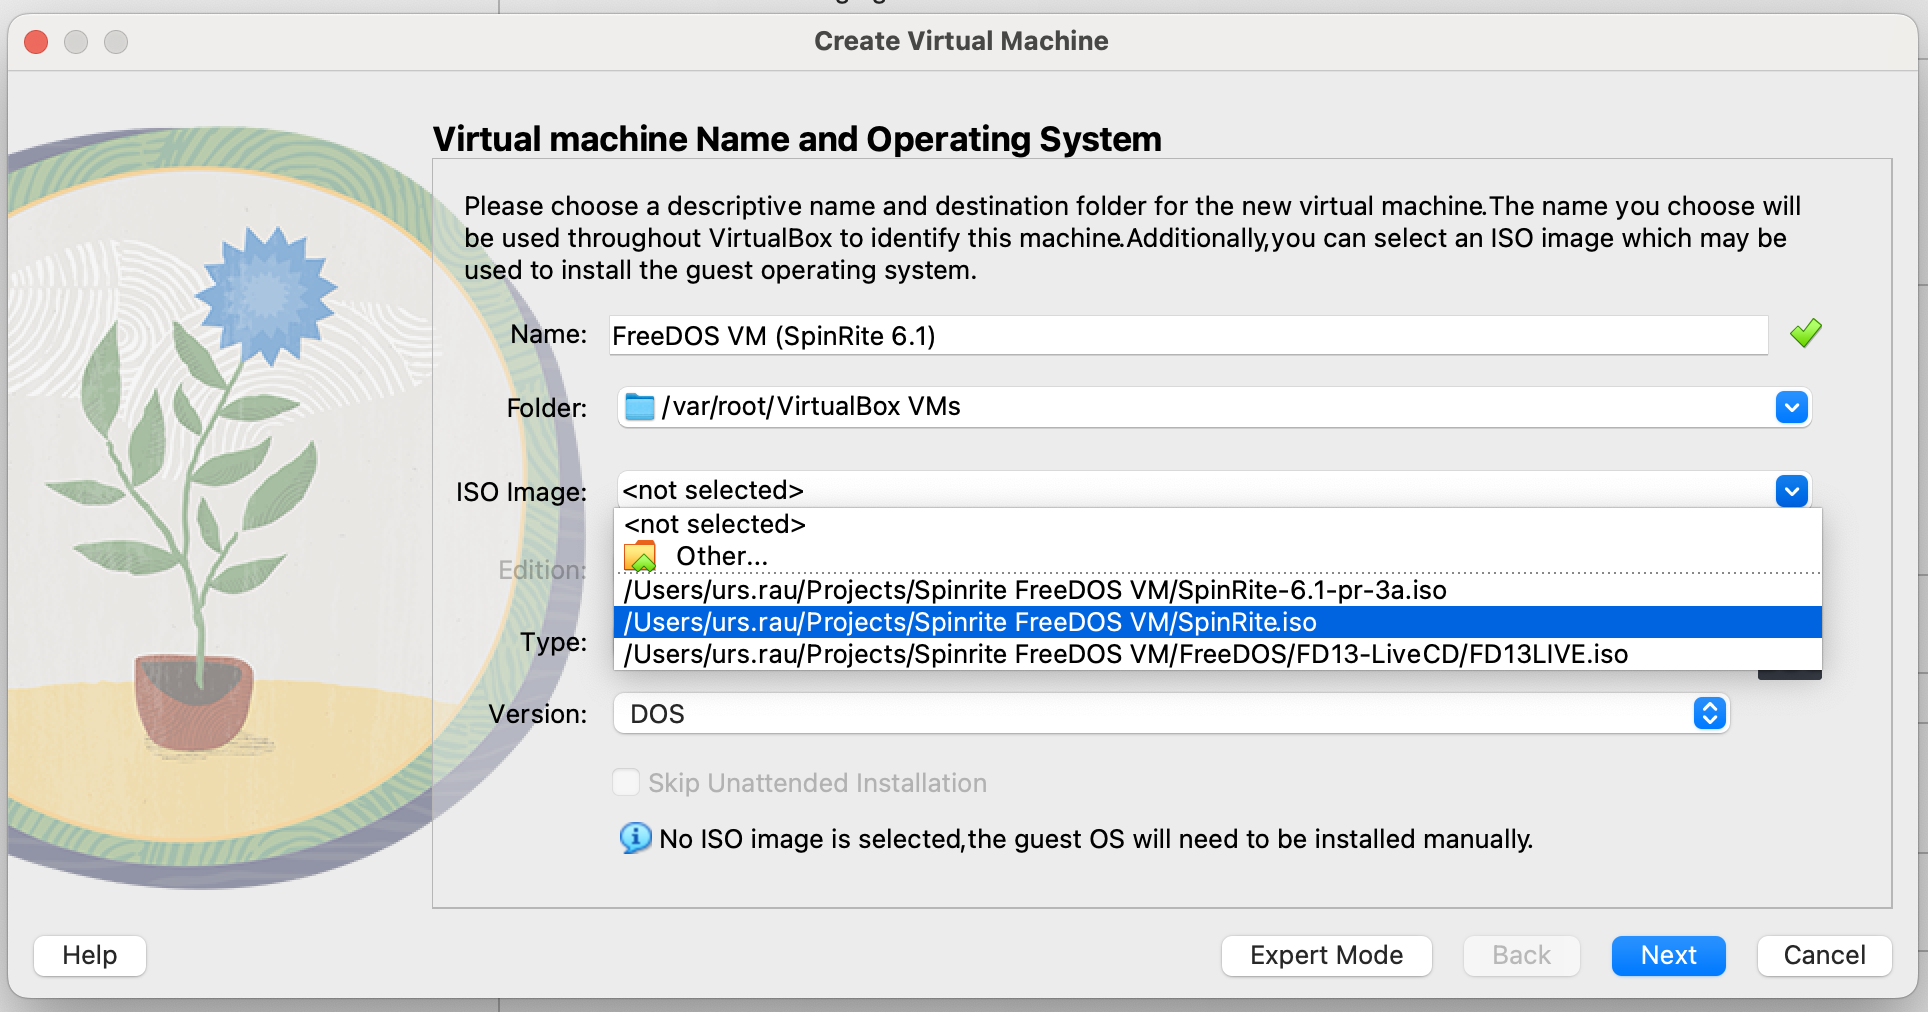 Create Virtual Machine
Virtual machine Name and Operating System
Please choose a descriptive name and destination folder for the new virtual machine.The name you choose will
be used throughout VirtualBox to identify this machine.Additionally,you can select an ISO image which may be
used to install the guest operating system.
Name: FreeDOS VM (SpinRite 6.1)
Folder: /var/root/VirtualBox VMs
ISO Image: <not selected>
<not selected>
Other...
Edition:
/Users/urs.rau/Projects/Spinrite FreeDOS VM/SpinRite-6.1-pr-3a.iso
/Users/urs.rau/Projects/Spinrite FreeDOS VM/SpinRite.iso
Type:
/Users/urs.rau/Projects/Spinrite FreeDOS VM/FreeDOS/FD13-LiveCD/FD13LIVE.iso
Version: DOS
Skip Unattended Installation
No ISO image is selected,the guest OS will need to be installed manually.
Help Expert Mode Back Next Cancel